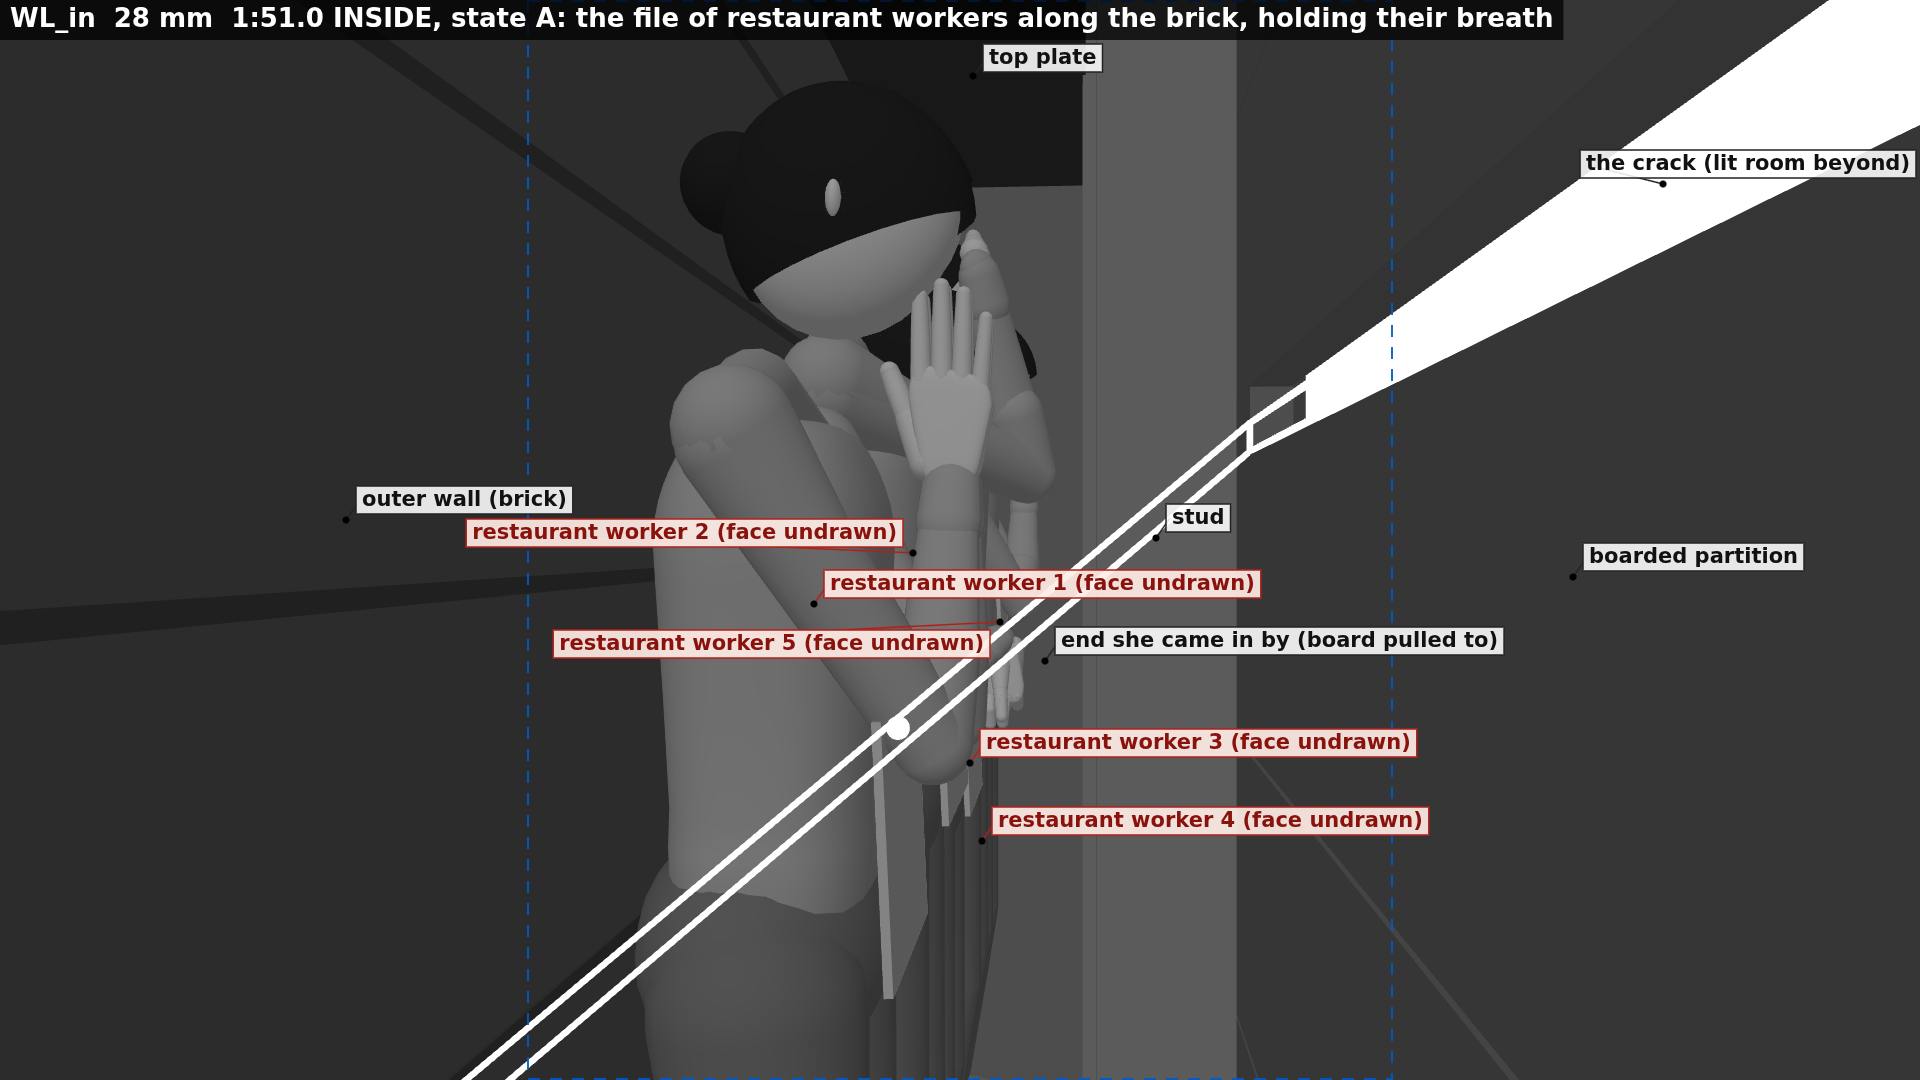 WL_in  28 mm  1:51.0 INSIDE, state A: the file of restaurant workers along the brick, holding their breath
top plate
the crack (lit room beyond)
outer wall (brick)
stud
restaurant worker 2 (face undrawn)
boarded partition
restaurant worker 1 (face undrawn)
end she came in by (board pulled to)
restaurant worker 5 (face undrawn)
restaurant worker 3 (face undrawn)
restaurant worker 4 (face undrawn)